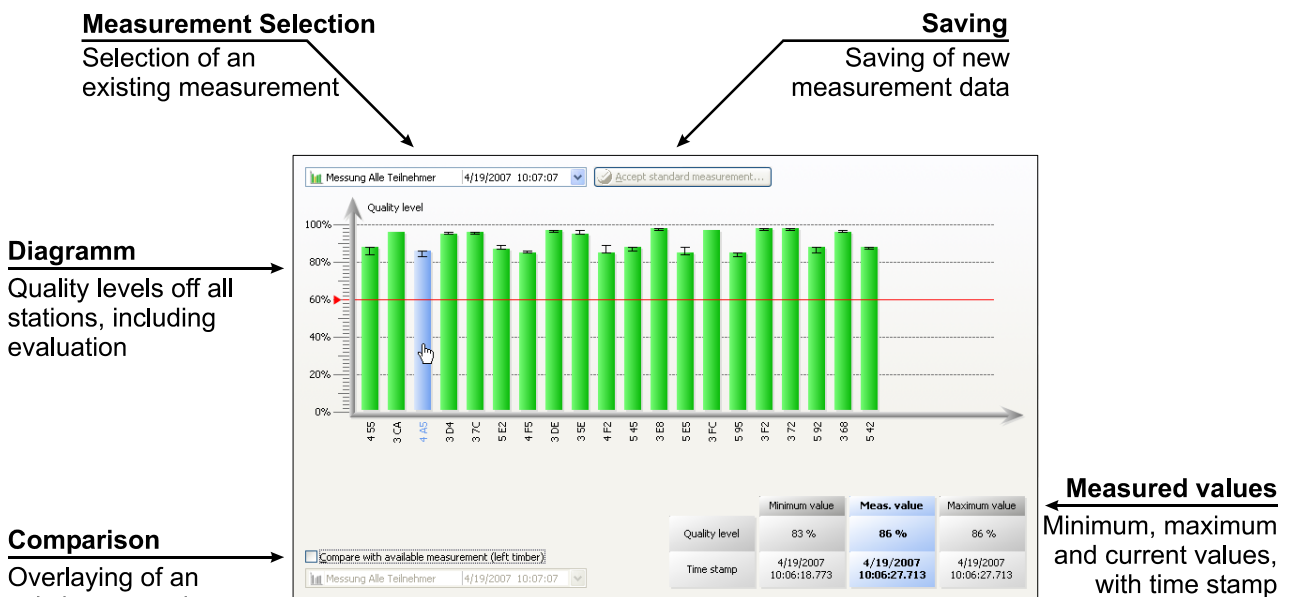 Measurement Selection
Selection of an
existing measurement
Saving
Saving of new
measurement data
Messung Alle Teilnehmer 4/19/2007 10:07:07
Accept standard measurement...
Quality level
100%
80%
60%
40%
20%
0%
4 55
3 CA
4 A5
3 D4
3 7C
5 E2
4 F5
3 DE
3 5E
4 F2
5 45
3 E8
5 E5
3 FC
5 95
3 F2
3 72
5 92
3 68
5 42
Diagramm
Quality levels off all
stations, including
evaluation
Minimum value Meas. value Maximum value
Quality level 83 % 86 % 86 %
Time stamp 4/19/2007 10:06:18.773 4/19/2007 10:06:27.713 4/19/2007 10:06:27.713
Measured values
Minimum, maximum
and current values,
with time stamp
Comparison
Overlaying of an
Compare with available measurement (left timber)
Messung Alle Teilnehmer 4/19/2007 10:07:07